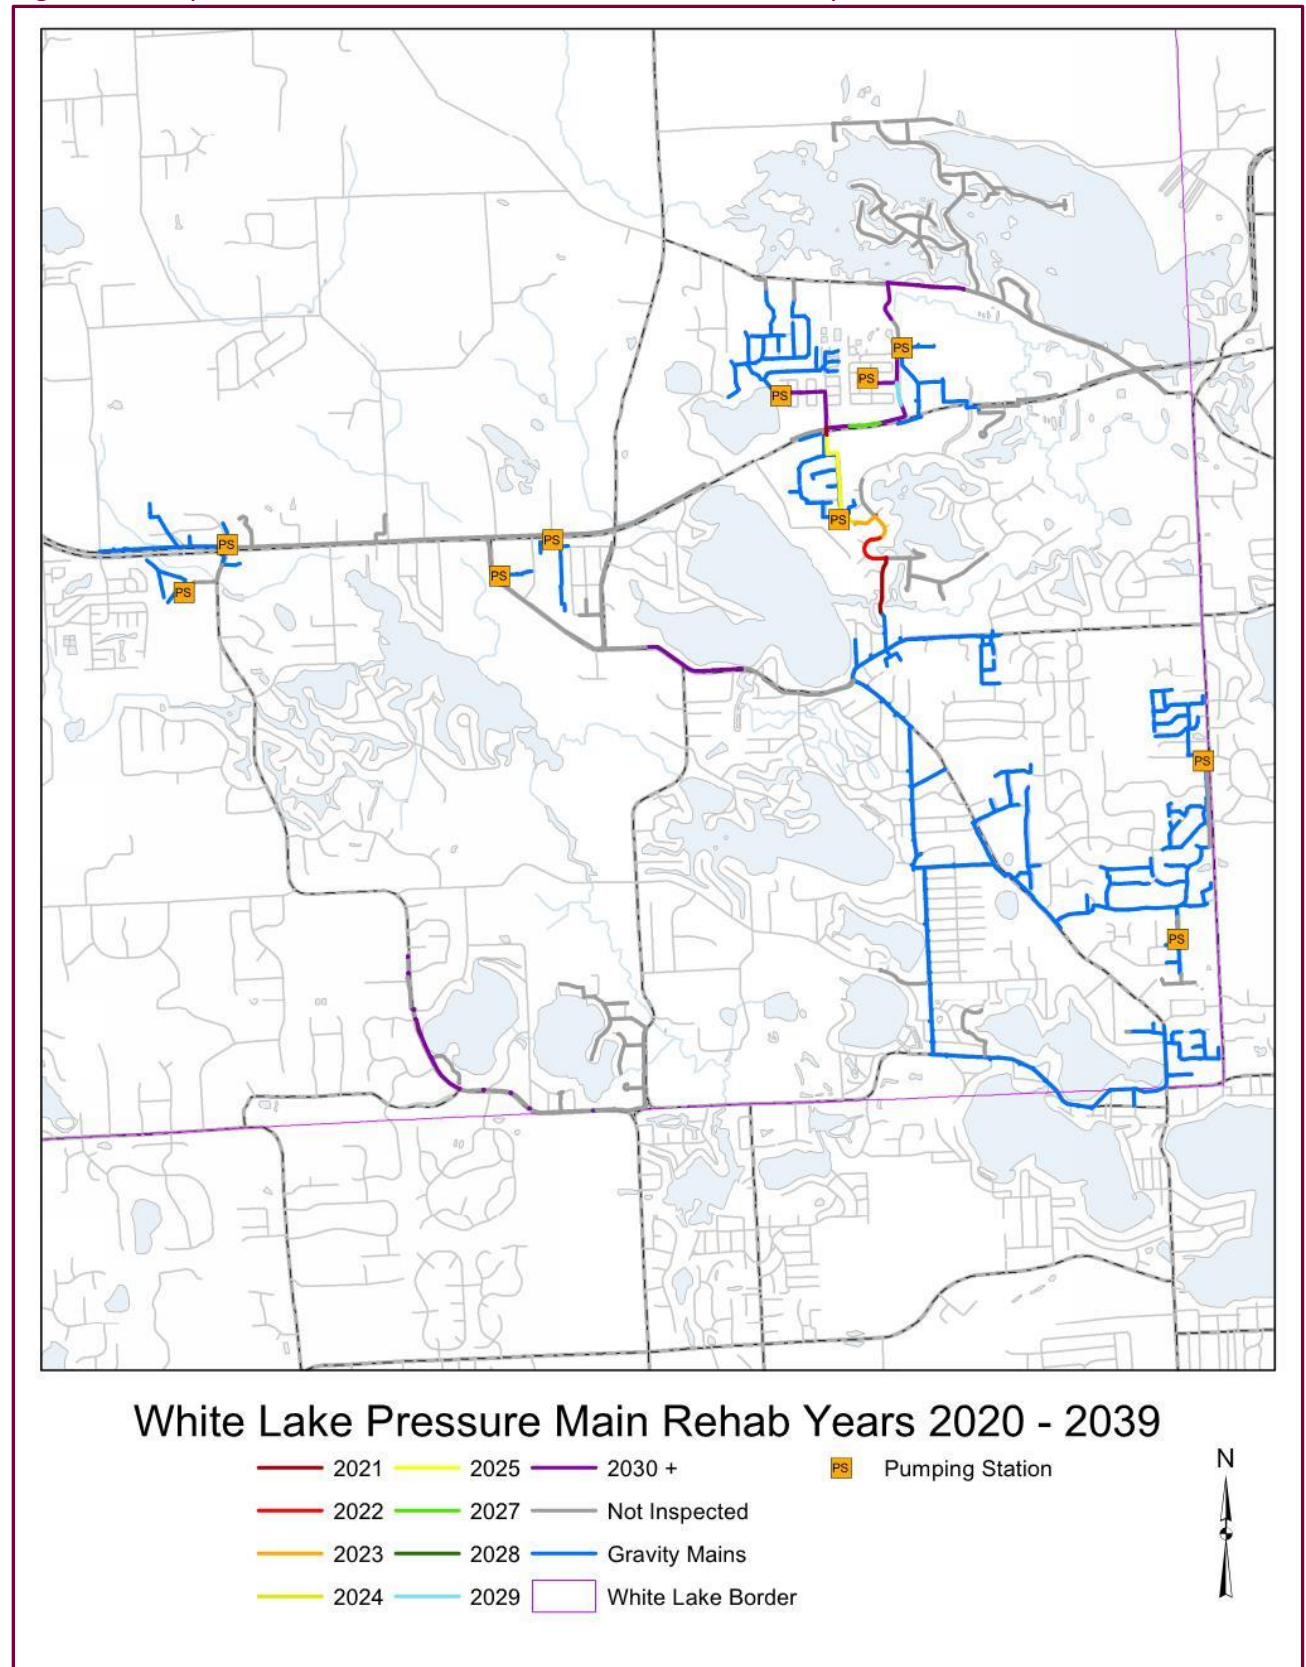 PS
PS
PS
PS
PS
PS
PS
PS
PS
PS
PS
White Lake Pressure Main Rehab Years 2020 - 2039
2021 2025 2030 + PS Pumping Station N
2022 2027 Not Inspected
2023 2028 Gravity Mains
2024 2029 White Lake Border